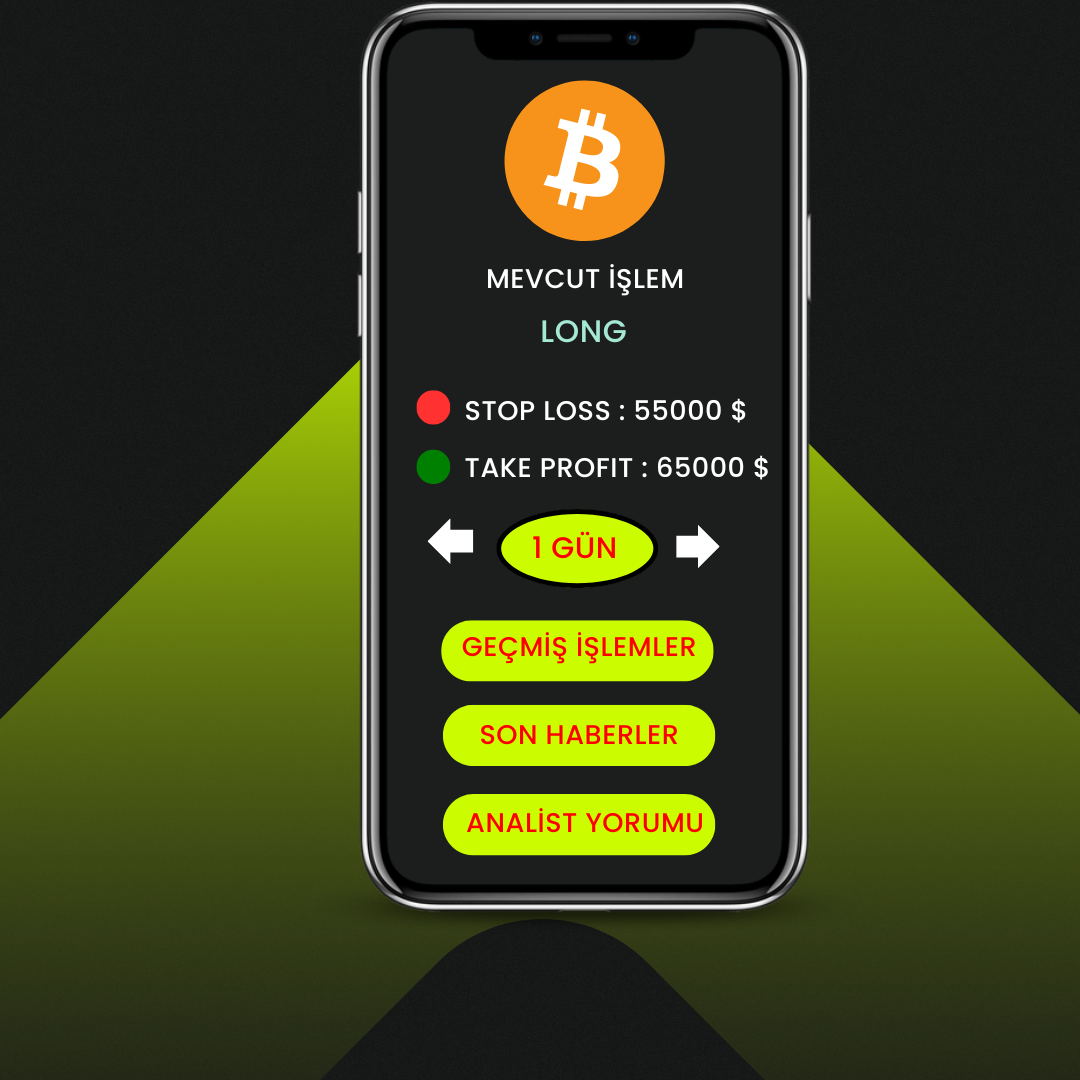 MEVCUT İŞLEM
LONG
STOP LOSS : 55000 $
TAKE PROFIT : 65000 $
1 GÜN
GEÇMİŞ İŞLEMLER
SON HABERLER
ANALİST YORUMU